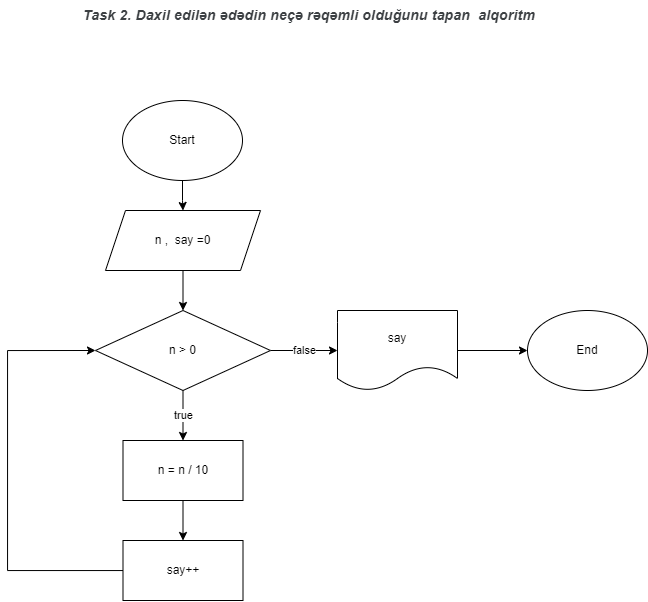 Task 2. Daxil edilən ədədin neçə rəqəmli olduğunu tapan  alqoritm
Start
n ,  say =0
n > 0
false
say
End
true
n = n / 10
say++